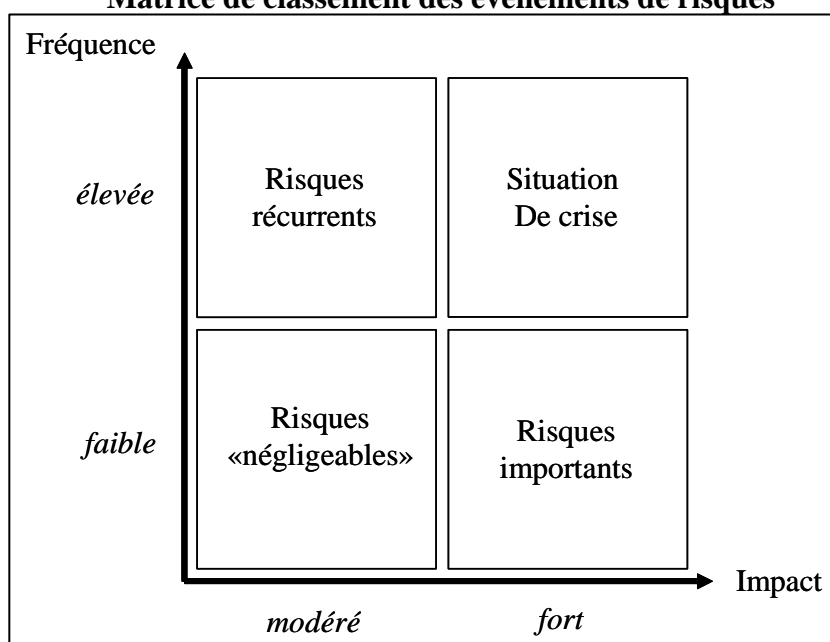 Matrice de classement des évènements de risques
Fréquence
élevée
Risques
récurrents
Situation
De crise
faible
Risques
«négligeables»
Risques
importants
Impact
modéré
fort